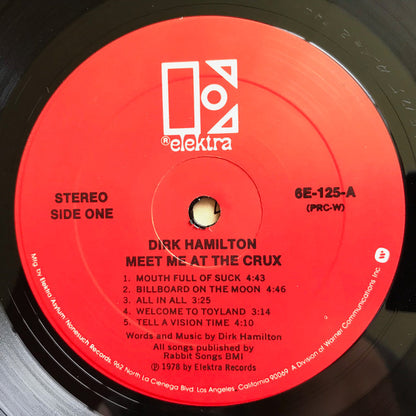 ® elektra
STEREO
SIDE ONE
6E-125-A
(PRC-W)
DIRK HAMILTON
MEET ME AT THE CRUX
1. MOUTH FULL OF SUCK 4:43
2. BILLBOARD ON THE MOON 4:46
3. ALL IN ALL 3:25
4. WELCOME TO TOYLAND 3:14
5. TELL A VISION TIME 4:10
Words and Music by Dirk Hamilton
All songs published by
Rabbit Songs BMI
℗ 1978 by Elektra Records
Mfg. by Elektra Asylum Nonesuch Records, 962 North La Cienega Blvd. Los Angeles, California 90069. A Division of Warner Communications Inc.